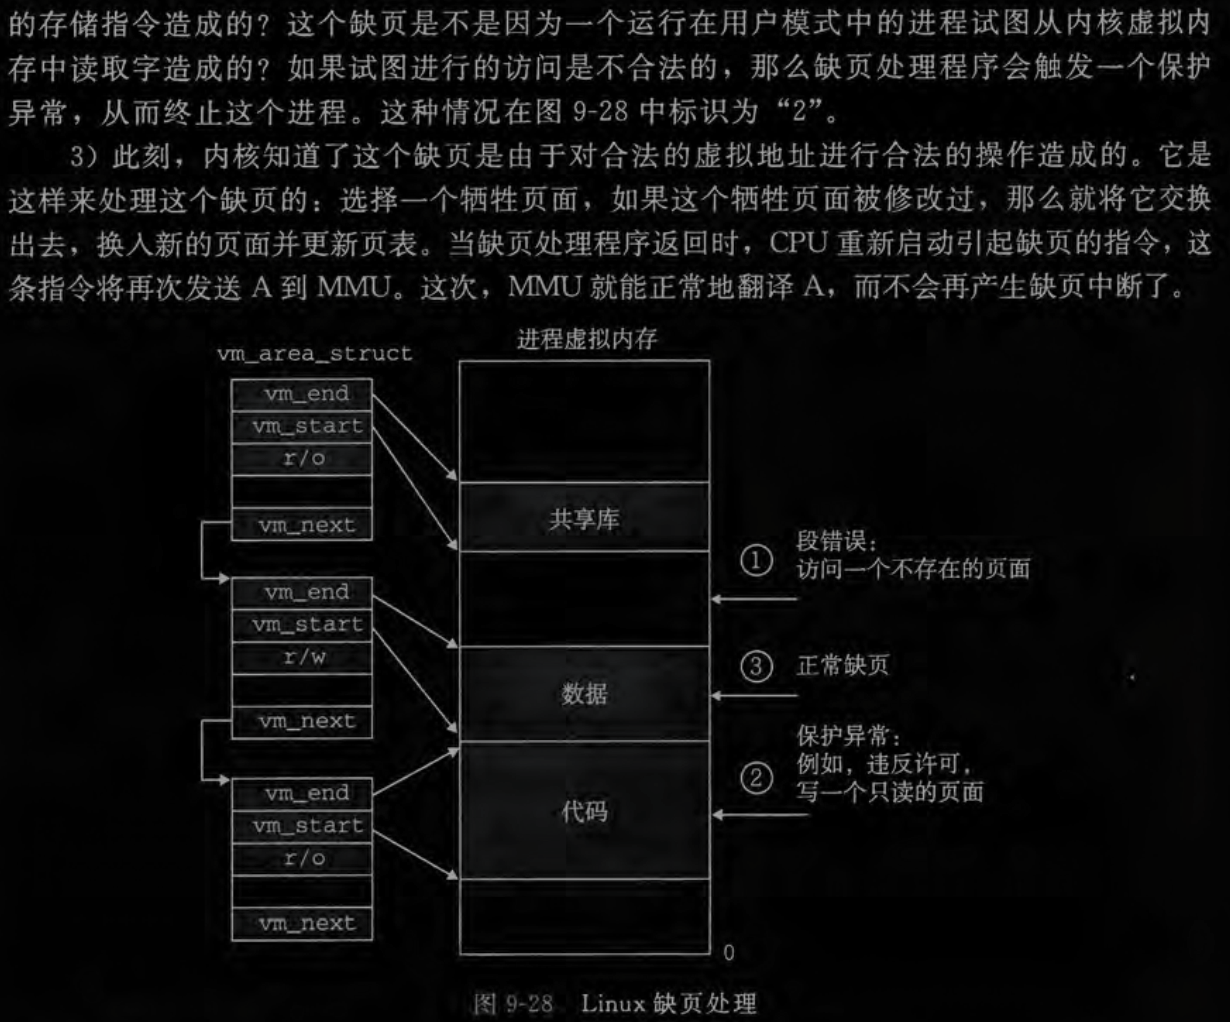 的存储指令造成的？这个缺页是不是因为一个运行在用户模式中的进程试图从内核虚拟内
存中读取字造成的？如果试图进行的访问是不合法的，那么缺页处理程序会触发一个保护
异常，从而终止这个进程。这种情况在图 9-28 中标识为“2”。
3）此刻，内核知道了这个缺页是由于对合法的虚拟地址进行合法的操作造成的。它是
这样来处理这个缺页的：选择一个牺牲页面，如果这个牺牲页面被修改过，那么就将它交换
出去，换入新的页面并更新页表。当缺页处理程序返回时，CPU 重新启动引起缺页的指令，这
条指令将再次发送 A 到 MMU。这次，MMU 就能正常地翻译 A，而不会再产生缺页中断了。
进程虚拟内存
vm_area_struct
vm_end
vm_start
r/o
vm_next
共享库
①
段错误：
访问一个不存在的页面
vm_end
vm_start
r/w
vm_next
数据
③ 正常缺页
保护异常：
②
例如，违反许可，
写一个只读的页面
代码
vm_end
vm_start
r/o
vm_next
0
图 9-28 Linux 缺页处理